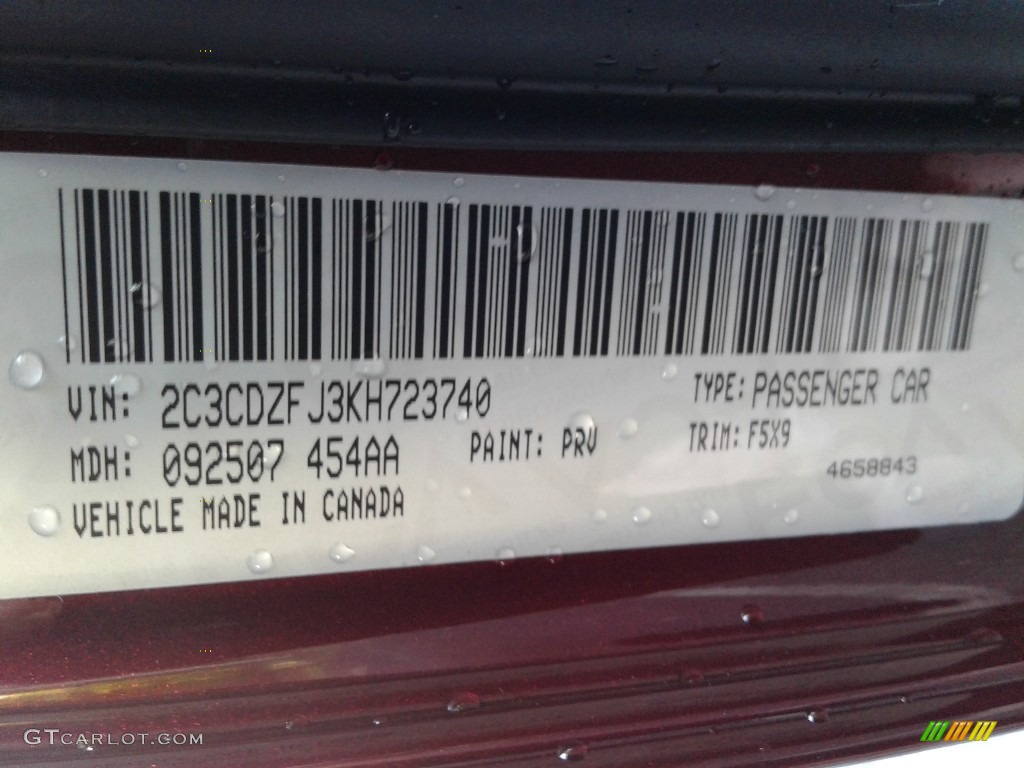 VIN: 2C3CDZFJ3KH723740 TYPE: PASSENGER CAR
MDH: 092507 454AA PAINT: PRV TRIM: F5X9
4658843
VEHICLE MADE IN CANADA
GTCARLOT.COM